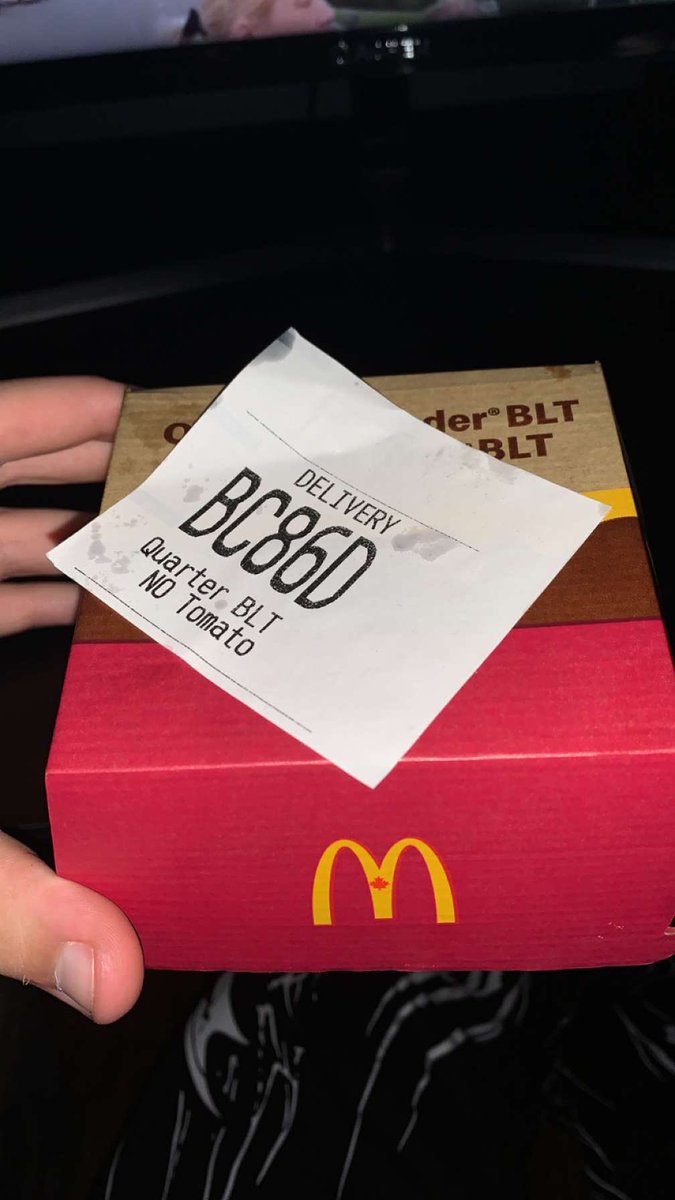 der® BLT
BLT
DELIVERY
BC86D
Quarter BLT
NO Tomato